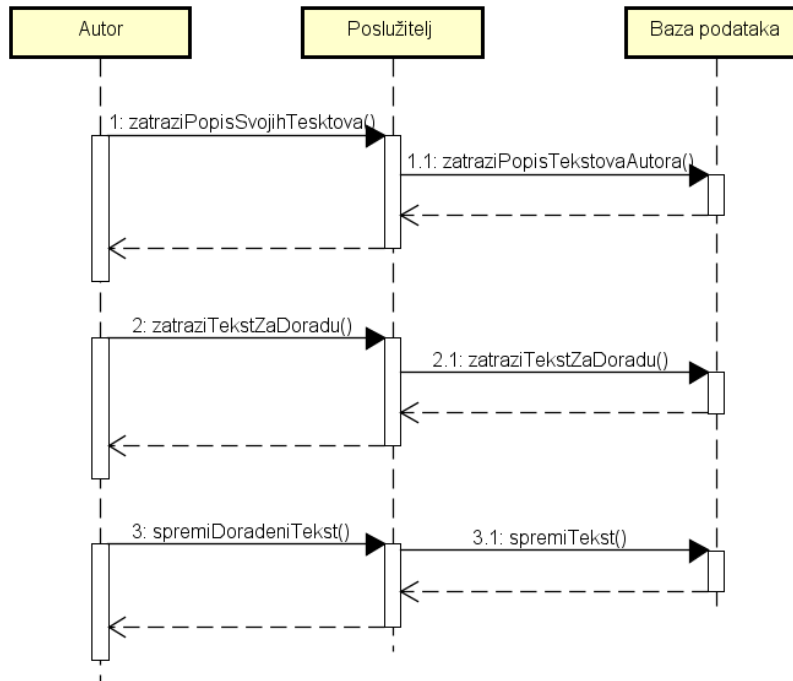 Autor
Poslužitelj
Baza podataka
1: zatraziPopisSvojihTesktova()
1.1: zatraziPopisTekstovaAutora()
2: zatraziTekstZaDoradu()
2.1: zatraziTekstZaDoradu()
3: spremiDoradeniTekst()
3.1: spremiTekst()